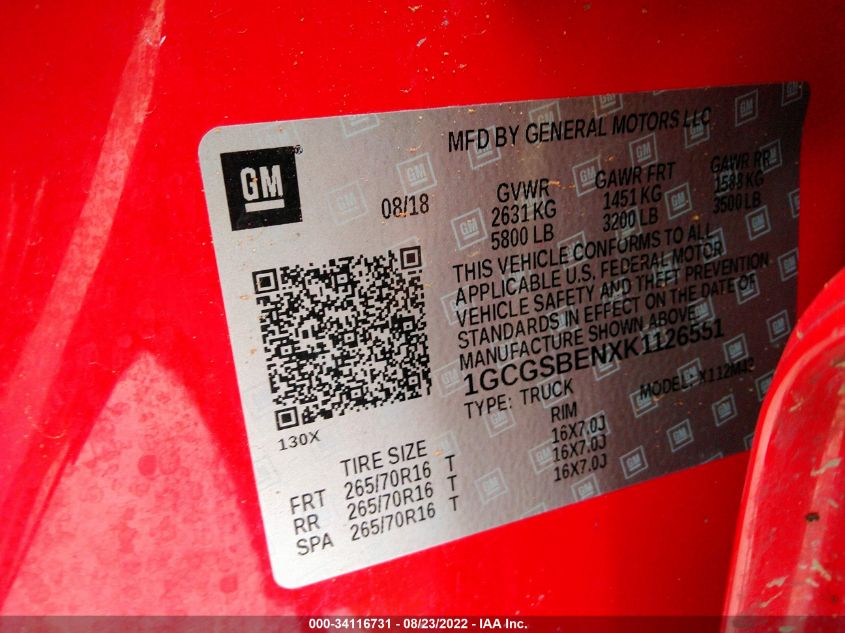 MFD BY GENERAL MOTORS LLC
GM
08/18
GVWR GAWR FRT GAWR RR
2631 KG 1451 KG 1588 KG
5800 LB 3200 LB 3500 LB
THIS VEHICLE CONFORMS TO ALL
APPLICABLE U.S. FEDERAL MOTOR
VEHICLE SAFETY AND THEFT PREVENTION
STANDARDS IN EFFECT ON THE DATE OF
MANUFACTURE SHOWN ABOVE.
1GCGSBENXK1126551
TYPE: TRUCK MODEL:
130X
TIRE SIZE RIM
FRT 265/70R16 T 16X7.0J
RR 265/70R16 T 16X7.0J
SPA 265/70R16 T 16X7.0J
000-34116731 - 08/23/2022 - IAA Inc.